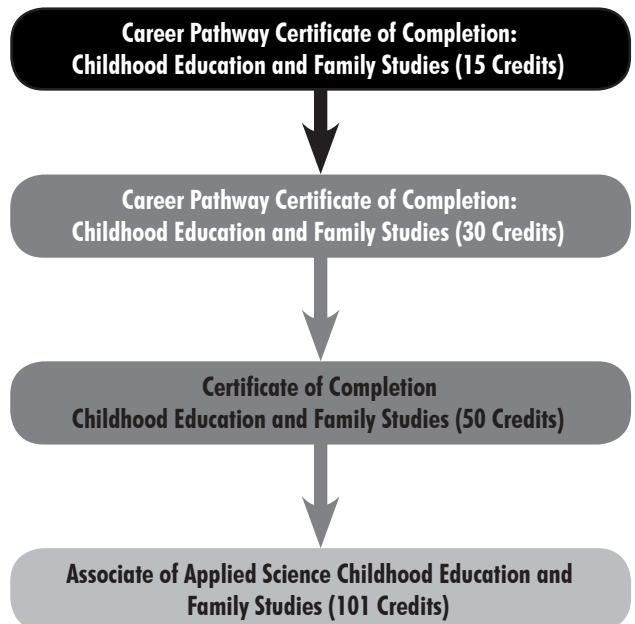 Career Pathway Certificate of Completion:
Childhood Education and Family Studies (15 Credits)
Career Pathway Certificate of Completion:
Childhood Education and Family Studies (30 Credits)
Certificate of Completion
Childhood Education and Family Studies (50 Credits)
Associate of Applied Science Childhood Education and
Family Studies (101 Credits)